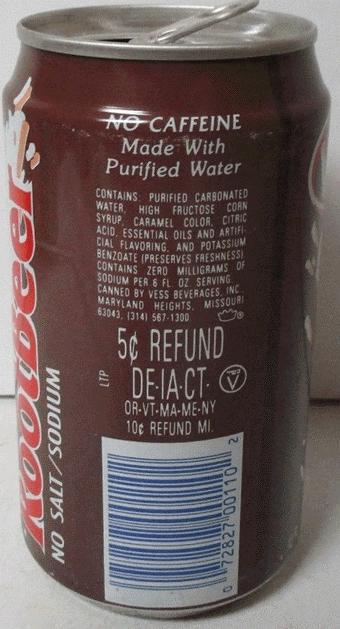 NO CAFFEINE
Made With
Purified Water
CONTAINS: PURIFIED CARBONATED
WATER, HIGH FRUCTOSE CORN
SYRUP, CARAMEL COLOR, CITRIC
ACID, ESSENTIAL OILS AND ARTIFI-
CIAL FLAVORING, AND POTASSIUM
BENZOATE (PRESERVES FRESHNESS).
CONTAINS ZERO MILLIGRAMS OF
SODIUM PER 6 FL. OZ. SERVING.
CANNED BY VESS BEVERAGES, INC.,
MARYLAND HEIGHTS, MISSOURI
63043, (314) 567-1300.
5¢ REFUND
LTP
DE·IA·CT·
V
OR-VT-MA-ME-NY
10¢ REFUND MI.
0 72827 00110 2
RootBeer
NO SALT/SODIUM